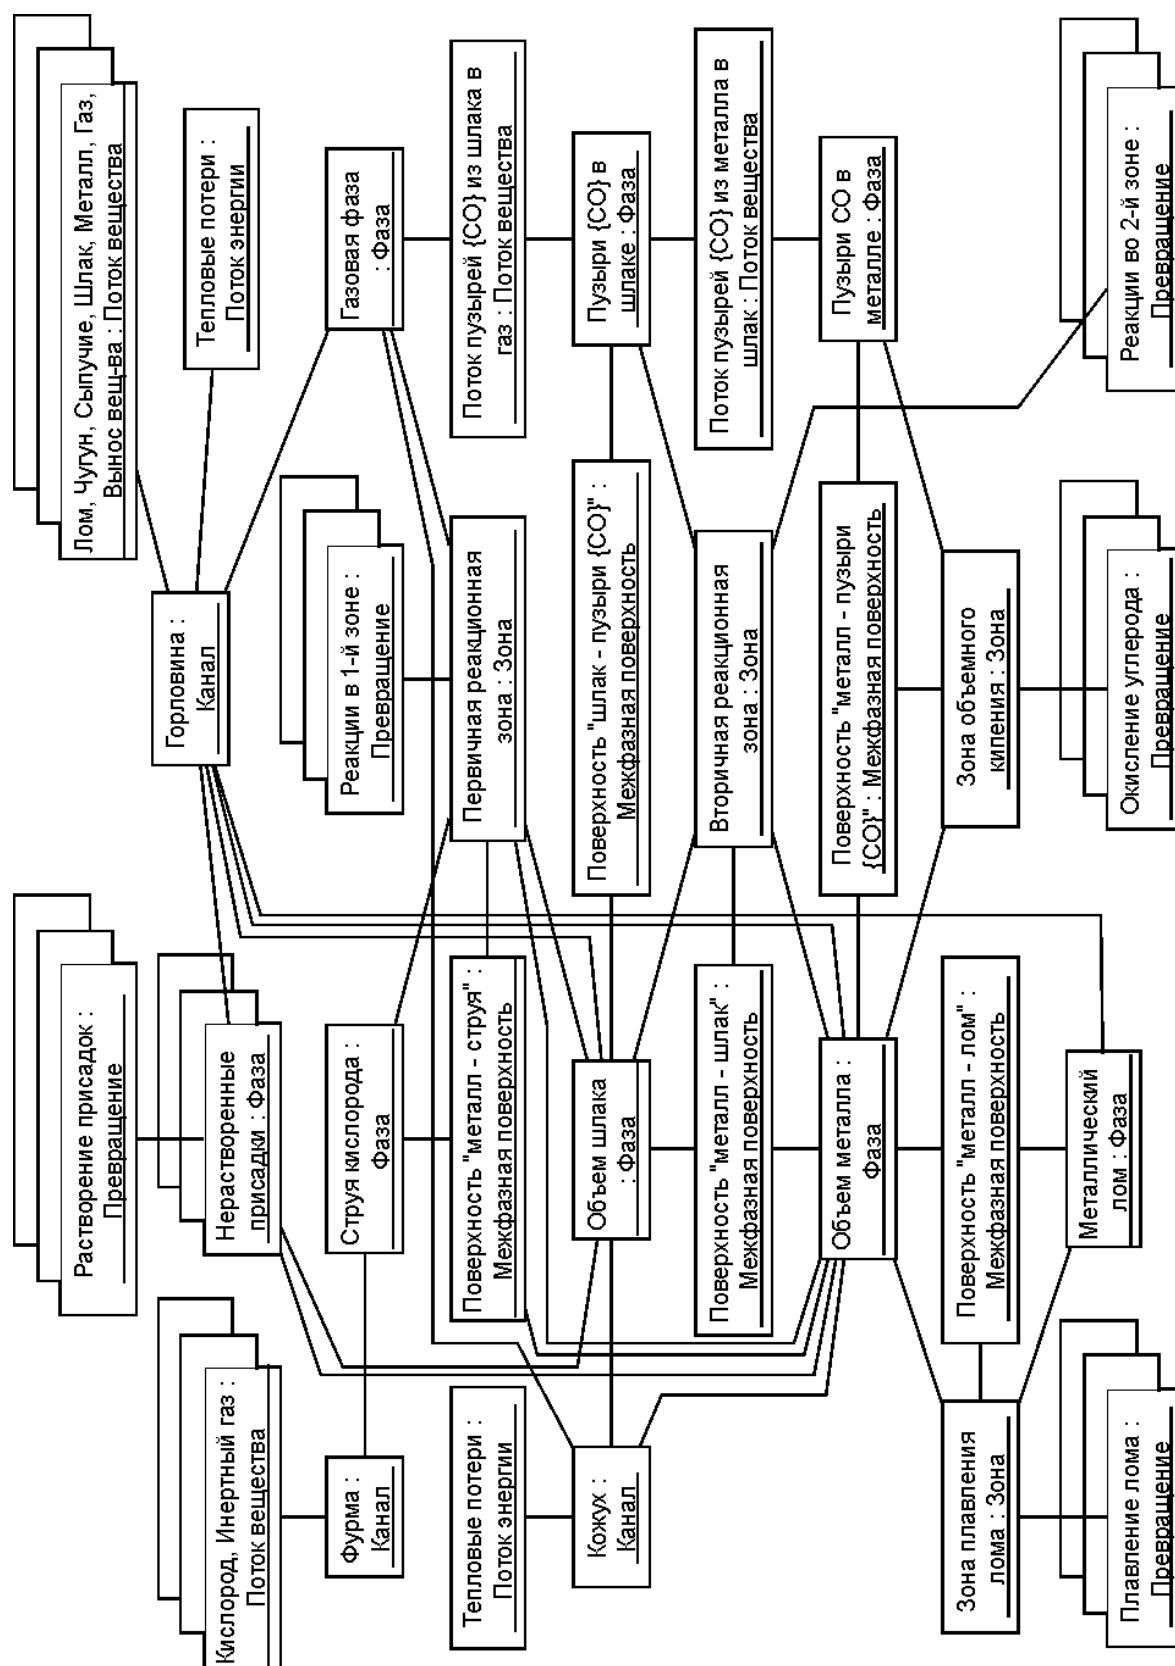 Кислород, Инертный газ :
Поток вещества
Растворение присадок :
Превращение
Лом, Чугун, Сыпучие, Шлак, Металл, Газ,
Вынос вещ-ва : Поток вещества
Нерастворенные
присадки : Фаза
Горловина :
Канал
Тепловые потери :
Поток энергии
Фурма :
Канал
Струя кислорода :
Фаза
Реакции в 1-й зоне :
Превращение
Газовая фаза
: Фаза
Тепловые потери :
Поток энергии
Поверхность "металл - струя" :
Межфазная поверхность
Первичная реакционная
зона : Зона
Поток пузырей {CO} из шлака в
газ : Поток вещества
Кожух :
Канал
Объем шлака
: Фаза
Поверхность "шлак - пузыри {CO}" :
Межфазная поверхность
Пузыри {CO} в
шлаке : Фаза
Поверхность "металл - шлак" :
Межфазная поверхность
Вторичная реакционная
зона : Зона
Поток пузырей {CO} из металла в
шлак : Поток вещества
Объем металла :
Фаза
Поверхность "металл - пузыри
{CO}" : Межфазная поверхность
Пузыри CO в
металле : Фаза
Зона плавления
лома : Зона
Поверхность "металл - лом" :
Межфазная поверхность
Зона объемного
кипения : Зона
Плавление лома :
Превращение
Металлический
лом : Фаза
Окисление углерода :
Превращение
Реакции во 2-й зоне :
Превращение